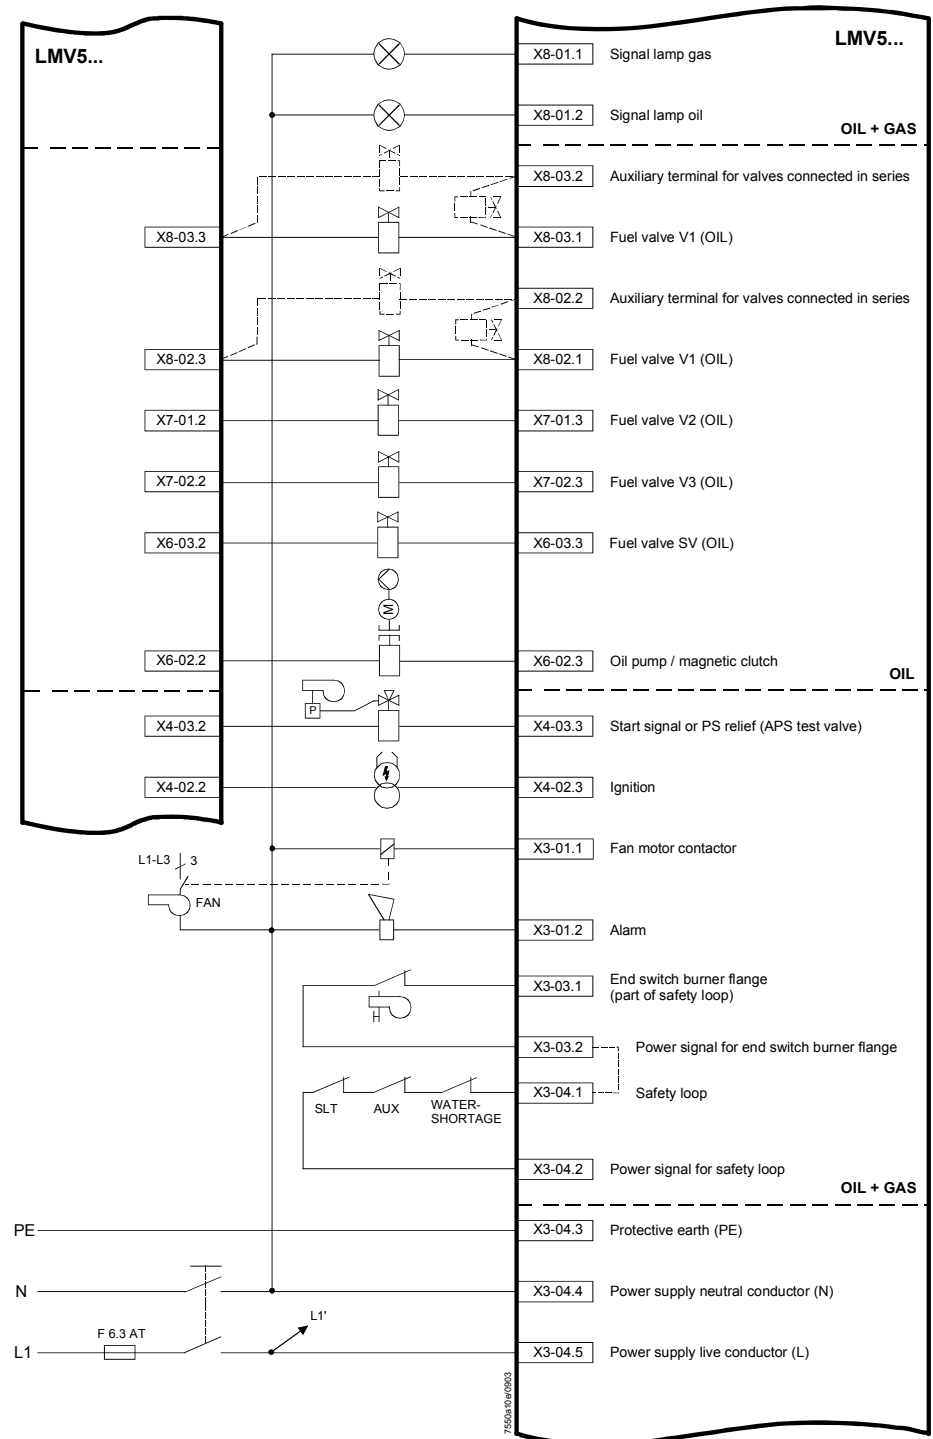 LMV5...
LMV5...
X8-01.1 Signal lamp gas
X8-01.2 Signal lamp oil
OIL + GAS
X8-03.2 Auxiliary terminal for valves connected in series
X8-03.3 X8-03.1 Fuel valve V1 (OIL)
X8-02.2 Auxiliary terminal for valves connected in series
X8-02.3 X8-02.1 Fuel valve V1 (OIL)
X7-01.2 X7-01.3 Fuel valve V2 (OIL)
X7-02.2 X7-02.3 Fuel valve V3 (OIL)
X6-03.2 X6-03.3 Fuel valve SV (OIL)
M
X6-02.2 X6-02.3 Oil pump / magnetic clutch
OIL
P
X4-03.2 X4-03.3 Start signal or PS relief (APS test valve)
X4-02.2 X4-02.3 Ignition
X3-01.1 Fan motor contactor
L1-L3 3
FAN
X3-01.2 Alarm
X3-03.1 End switch burner flange
(part of safety loop)
X3-03.2 Power signal for end switch burner flange
X3-04.1 Safety loop
SLT AUX WATER-
SHORTAGE
X3-04.2 Power signal for safety loop
OIL + GAS
PE X3-04.3 Protective earth (PE)
N X3-04.4 Power supply neutral conductor (N)
L1'
F 6.3 AT
L1 X3-04.5 Power supply live conductor (L)
7550a10e/0903